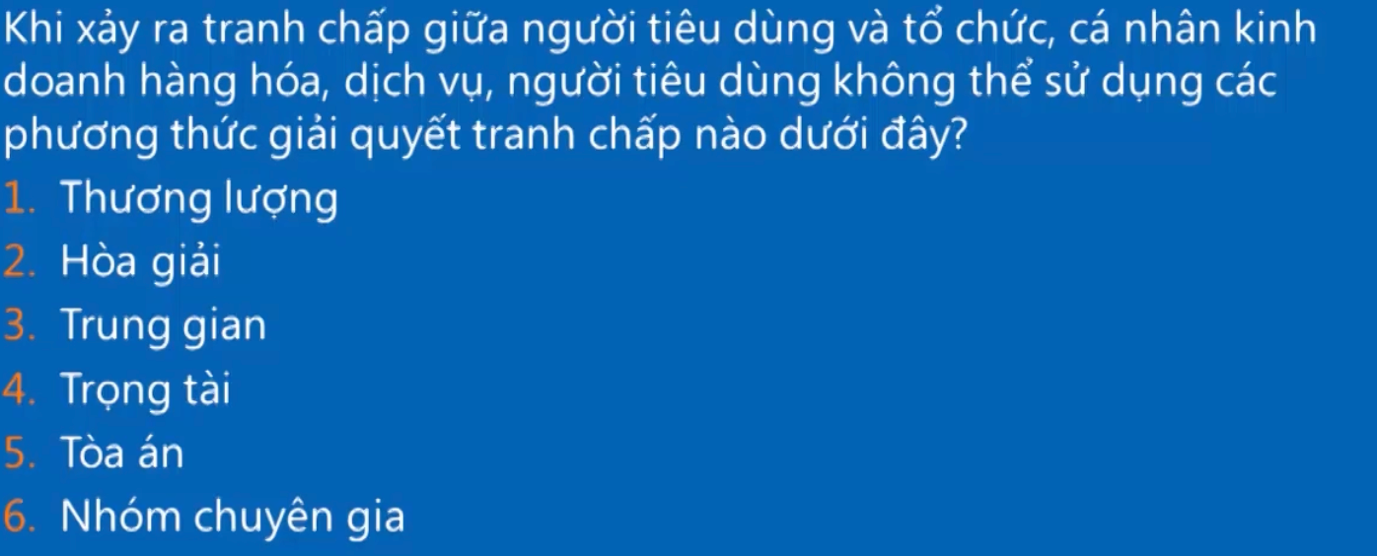 Khi xảy ra tranh chấp giữa người tiêu dùng và tổ chức, cá nhân kinh
doanh hàng hóa, dịch vụ, người tiêu dùng không thể sử dụng các
phương thức giải quyết tranh chấp nào dưới đây?
1. Thương lượng
2. Hòa giải
3. Trung gian
4. Trọng tài
5. Tòa án
6. Nhóm chuyên gia